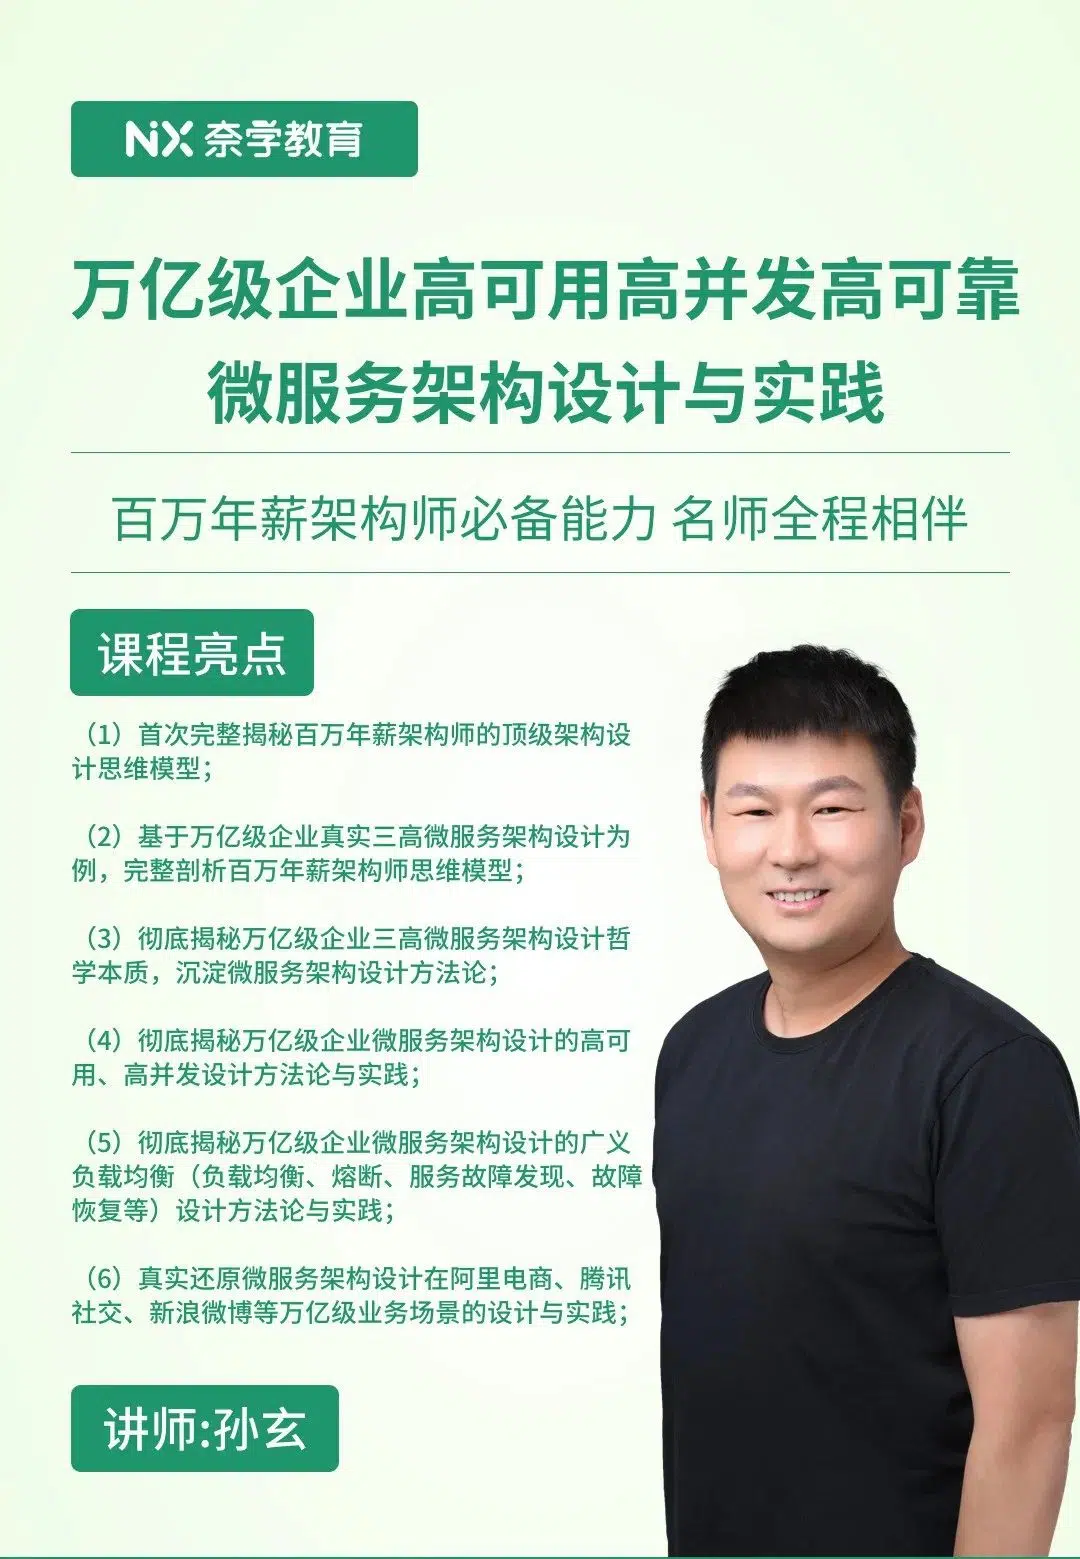 NiX 奈学教育
万亿级企业高可用高并发高可靠
微服务架构设计与实践
百万年薪架构师必备能力 名师全程相伴
课程亮点
（1）首次完整揭秘百万年薪架构师的顶级架构设
计思维模型；
（2）基于万亿级企业真实三高微服务架构设计为
例，完整剖析百万年薪架构师思维模型；
（3）彻底揭秘万亿级企业三高微服务架构设计哲
学本质，沉淀微服务架构设计方法论；
（4）彻底揭秘万亿级企业微服务架构设计的高可
用、高并发设计方法论与实践；
（5）彻底揭秘万亿级企业微服务架构设计的广义
负载均衡（负载均衡、熔断、服务故障发现、故障
恢复等）设计方法论与实践；
（6）真实还原微服务架构设计在阿里电商、腾讯
社交、新浪微博等万亿级业务场景的设计与实践；
讲师:孙玄